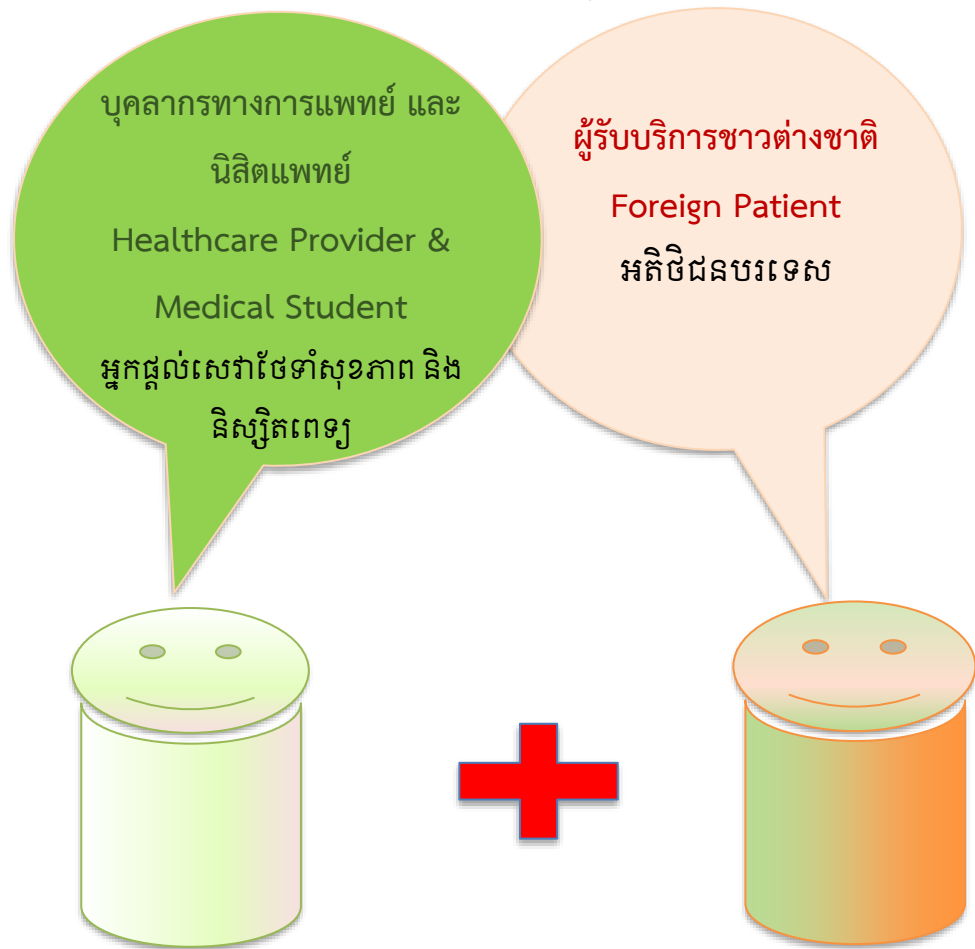 บุคลากรทางการแพทย์ และ
นิสิตแพทย์
Healthcare Provider &
Medical Student
អ្នកផ្តល់សេវាថែទាំសុខភាព និង
និស្សិតពេទ្យ
ผู้รับบริการชาวต่างชาติ
Foreign Patient
អតិថិជនបរទេស